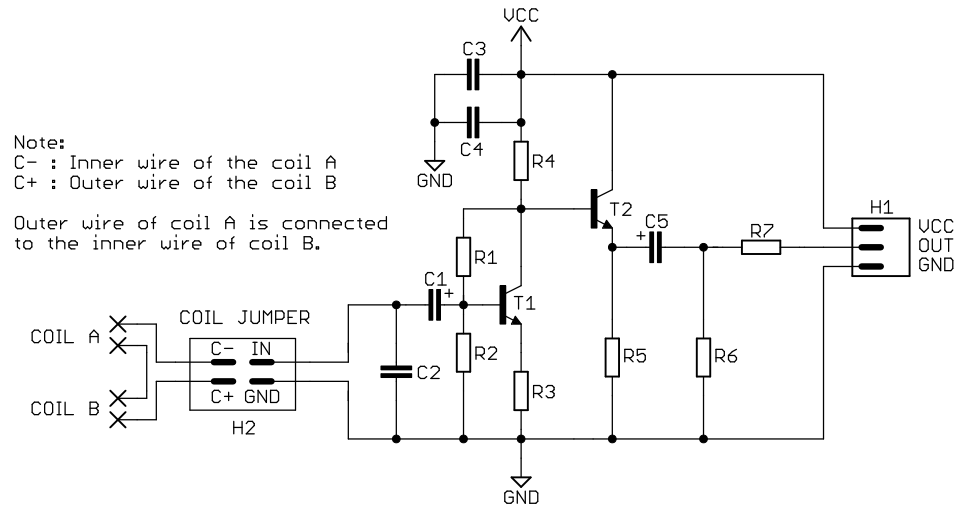 VCC
C3
C4
R4
GND
Note:
C- : Inner wire of the coil A
C+ : Outer wire of the coil B
Outer wire of coil A is connected
to the inner wire of coil B.
T2
C5
+
R7
H1
VCC
OUT
GND
R1
C1
+
T1
COIL JUMPER
COIL A
C- IN
C+ GND
COIL B
H2
C2
R2
R3
R5
R6
GND